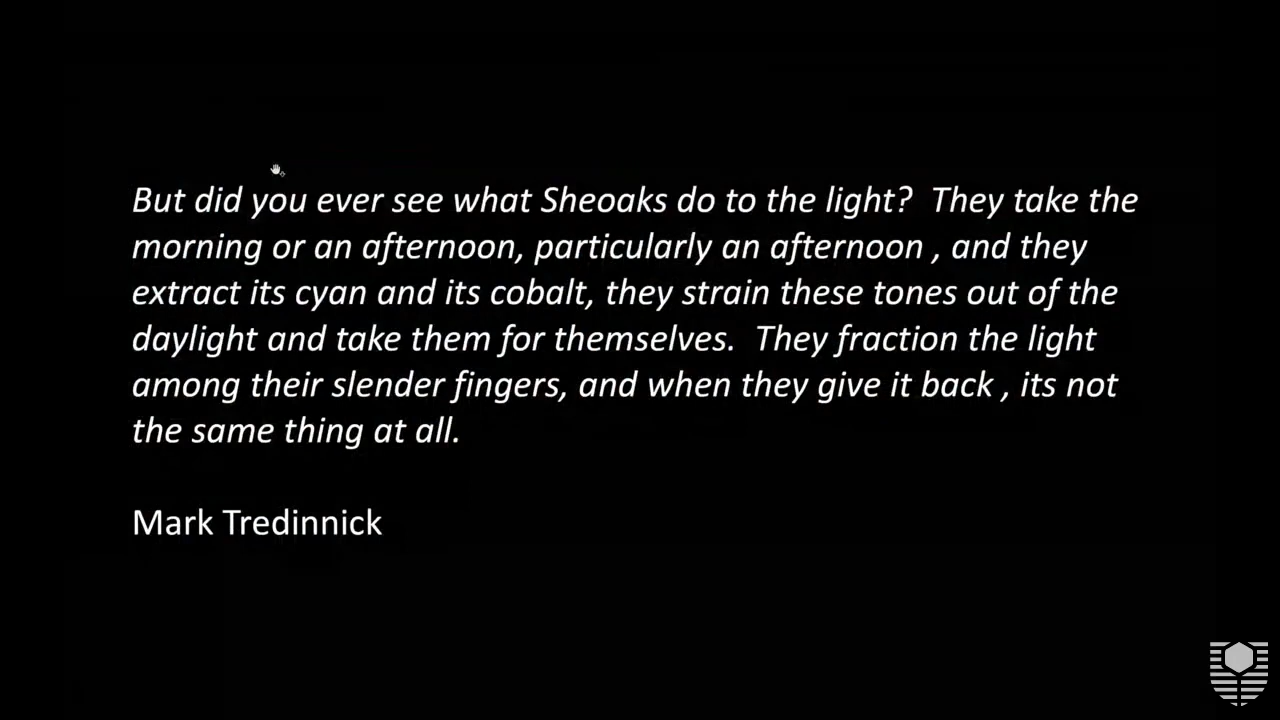 But did you ever see what Sheoaks do to the light?  They take the
morning or an afternoon, particularly an afternoon , and they
extract its cyan and its cobalt, they strain these tones out of the
daylight and take them for themselves.  They fraction the light
among their slender fingers, and when they give it back , its not
the same thing at all.
Mark Tredinnick